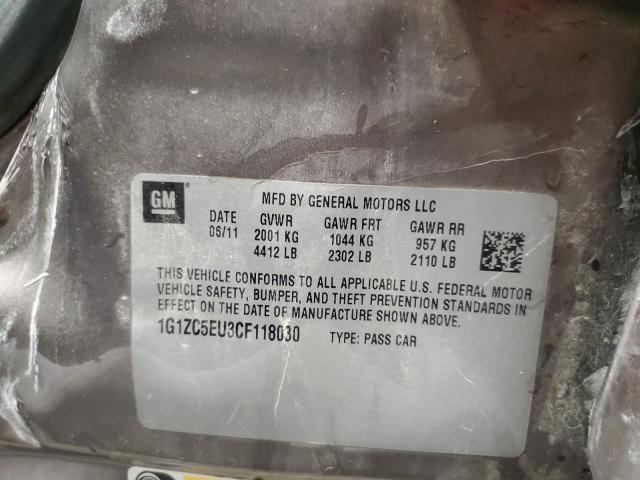 GM
MFD BY GENERAL MOTORS LLC
DATE GVWR GAWR FRT GAWR RR
06/11 2001 KG 1044 KG 957 KG
4412 LB 2302 LB 2110 LB
THIS VEHICLE CONFORMS TO ALL APPLICABLE U.S. FEDERAL MOTOR
VEHICLE SAFETY, BUMPER, AND THEFT PREVENTION STANDARDS IN
EFFECT ON THE DATE OF MANUFACTURE SHOWN ABOVE.
1G1ZC5EU3CF118030 TYPE: PASS CAR